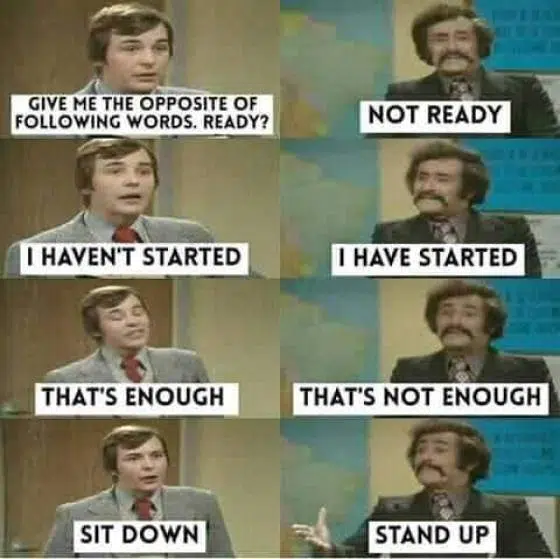 GIVE ME THE OPPOSITE OF
FOLLOWING WORDS. READY?
NOT READY
I HAVEN'T STARTED
I HAVE STARTED
THAT'S ENOUGH
THAT'S NOT ENOUGH
SIT DOWN
STAND UP